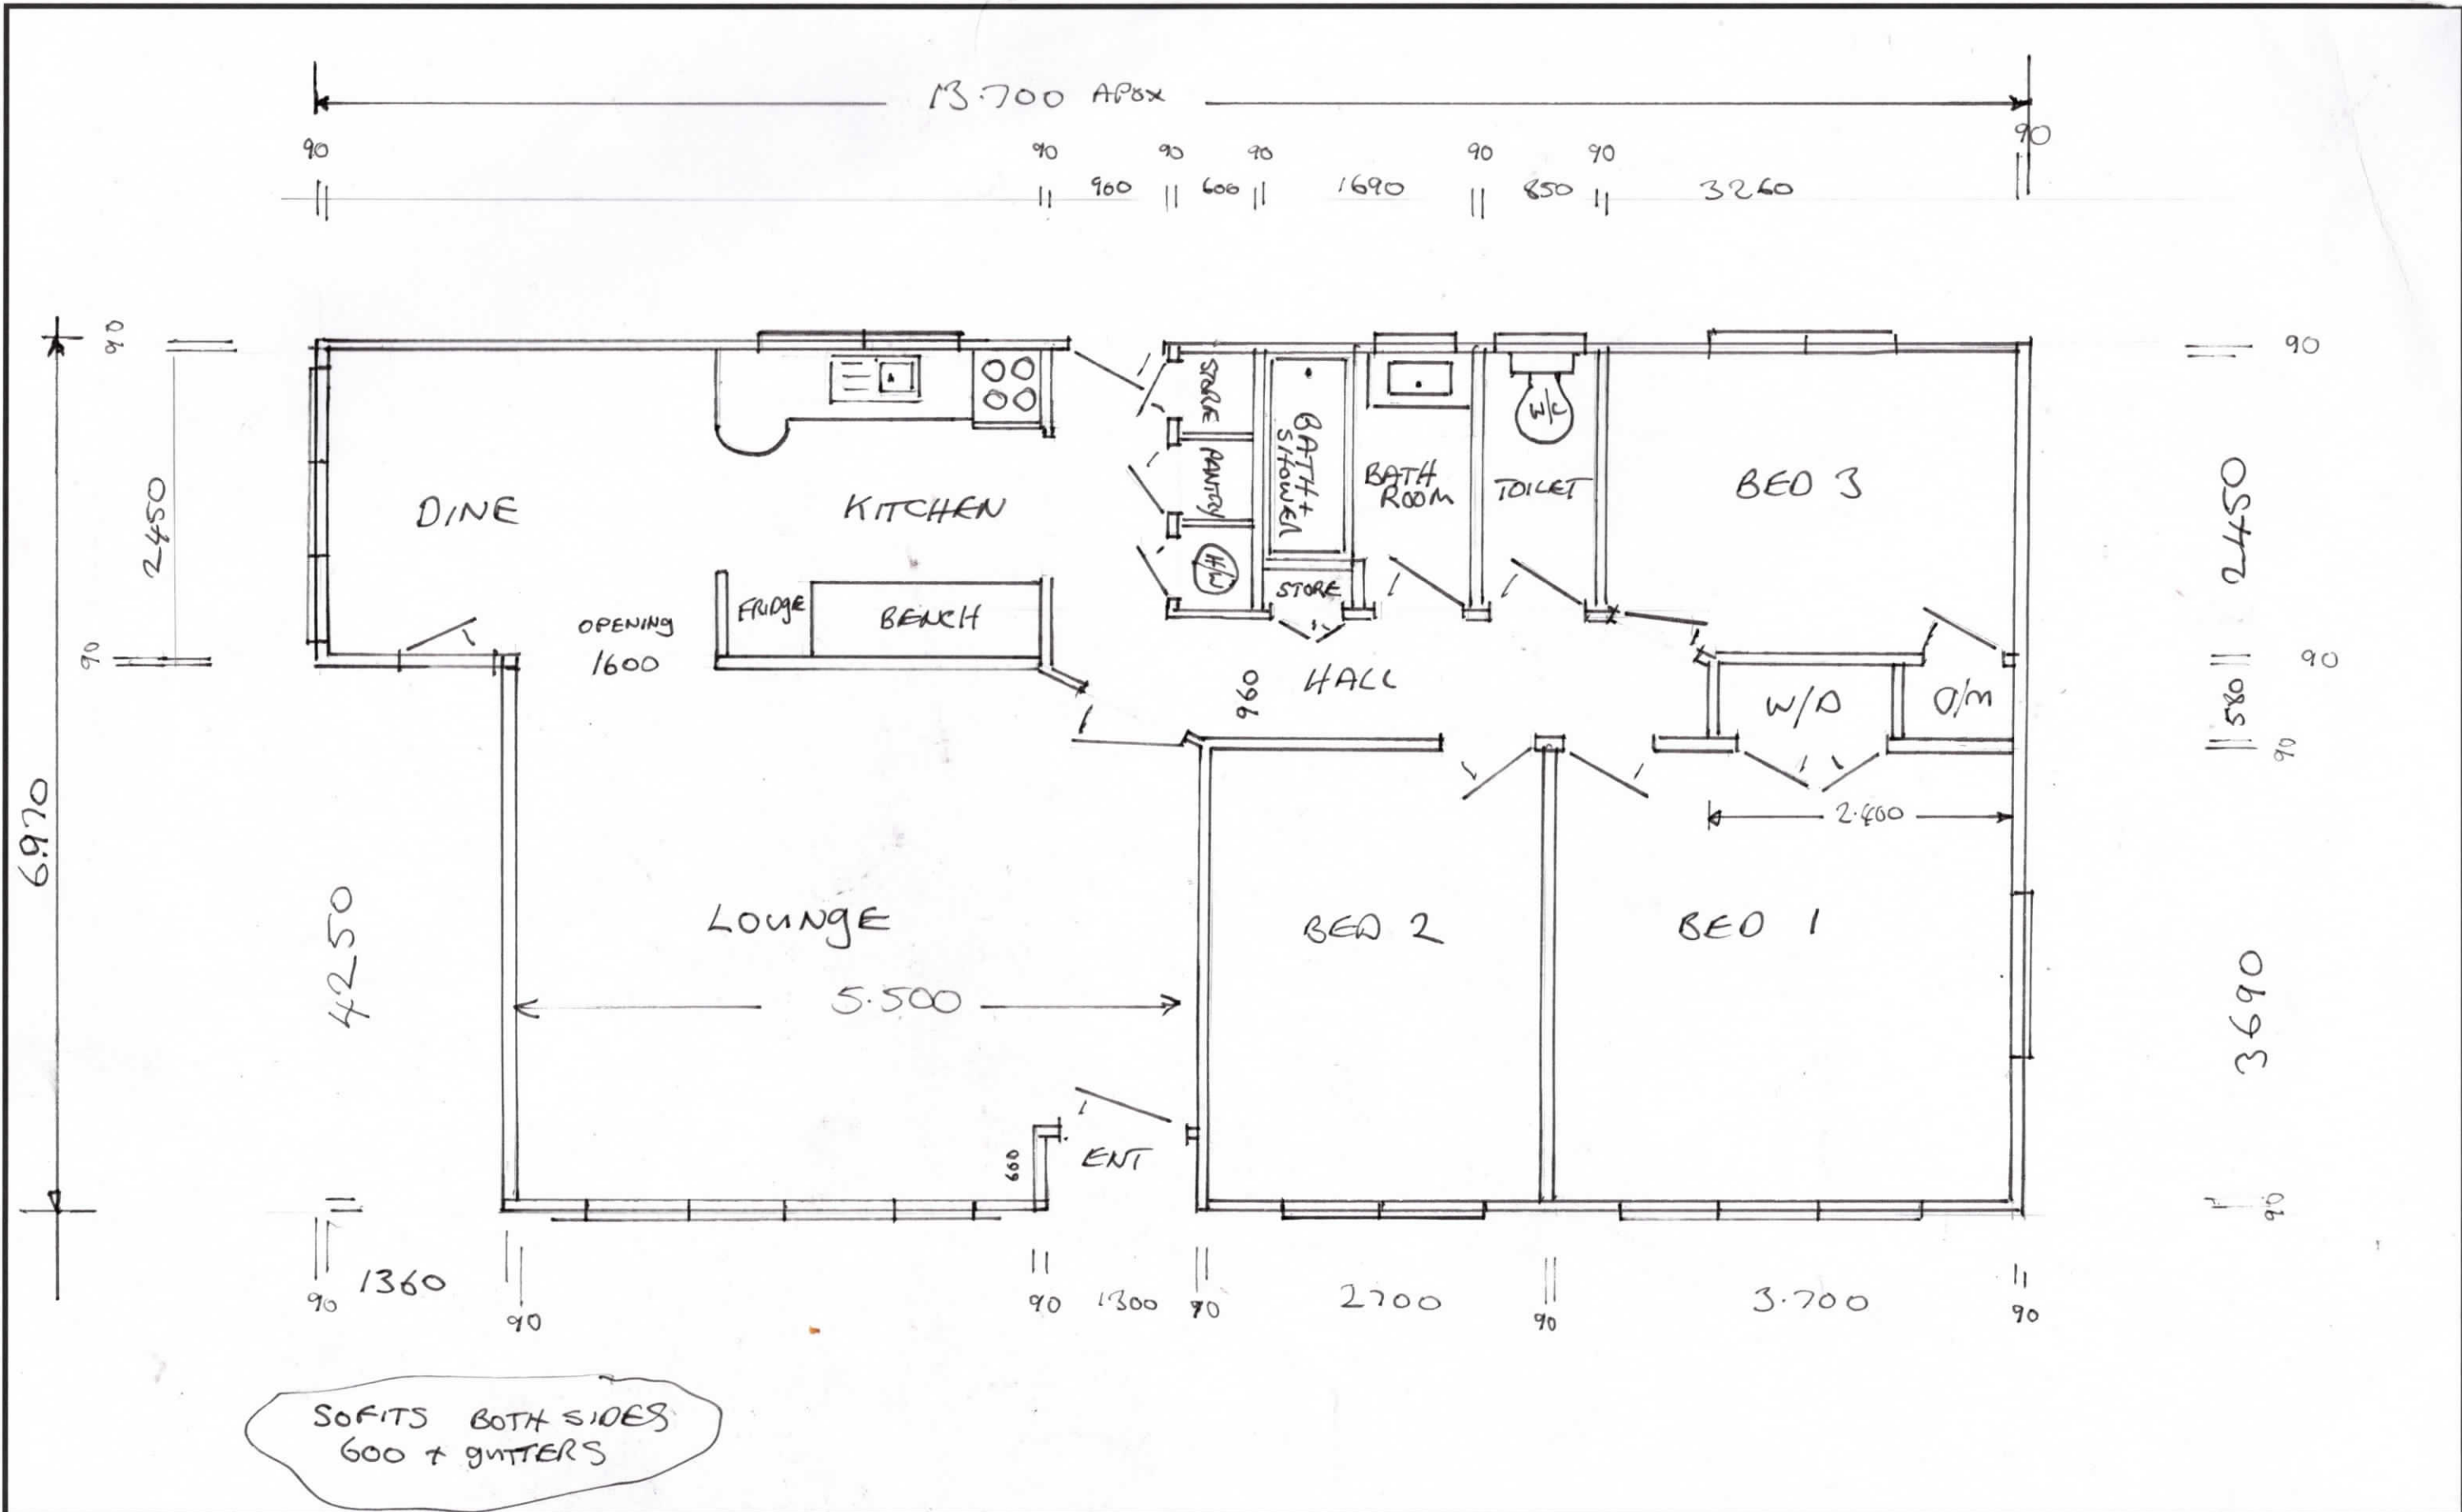 13.700 APOX
90
90
90
90
90
90
90
960
600
1690
850
3260
90
2450
90
6.970
4250
DINE
KITCHEN
STORE
PANTRY
H/W
BATH +
SHOWER
BATH
ROOM
W/C
TOILET
BED 3
STORE
FRIDGE
BENCH
OPENING
1600
HALL
960
W/D
O/M
2.400
LOUNGE
5.500
BED 2
BED 1
600
ENT
90
2450
90
580
90
3690
90
90
1360
90
90
1300
90
2700
90
3.700
90
SOFITS BOTH SIDES
600 + gUTTERS